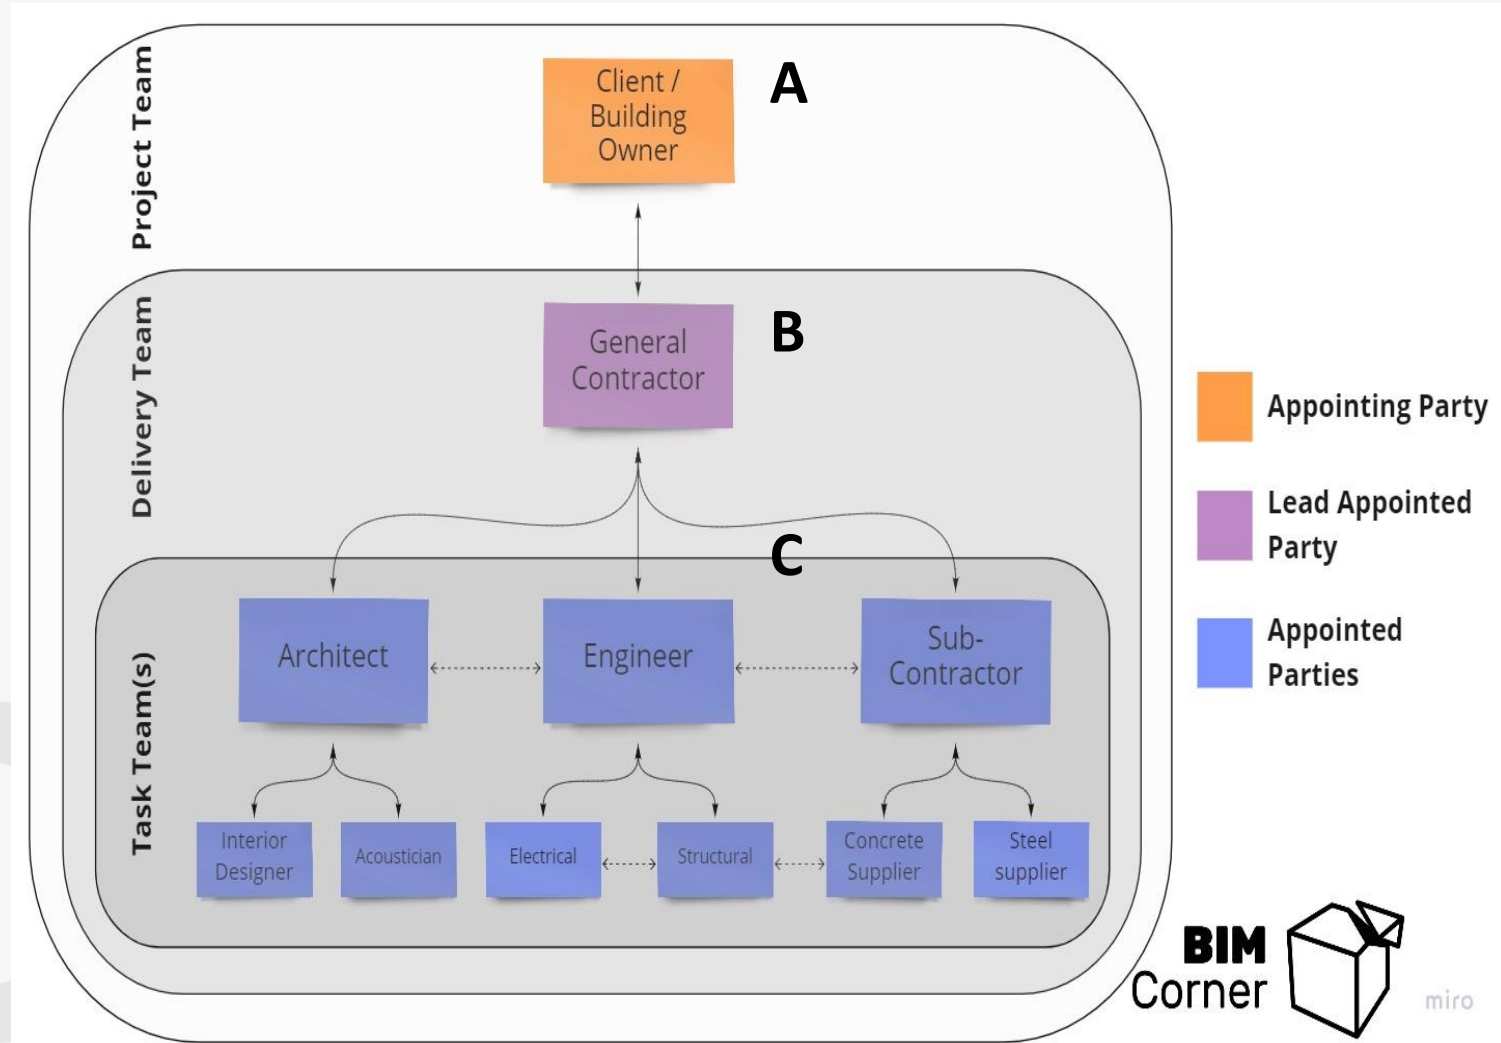 Project Team
Client /
Building
Owner
A
Delivery Team
General
Contractor
B
Appointing Party
Lead Appointed
Party
Appointed
Parties
C
Task Team(s)
Architect
Engineer
Sub-
Contractor
Interior
Designer
Acoustician
Electrical
Structural
Concrete
Supplier
Steel
supplier
BIM
Corner
miro